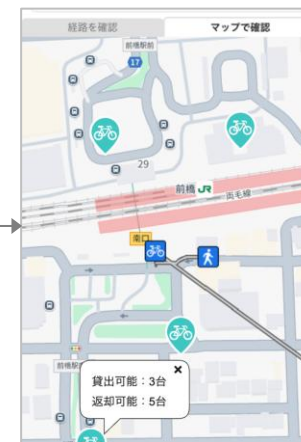 経路を確認
マップで確認
前橋駅前
17
29
前橋 JR
両毛線
南口
前橋駅
×
貸出可能：3台
返却可能：5台